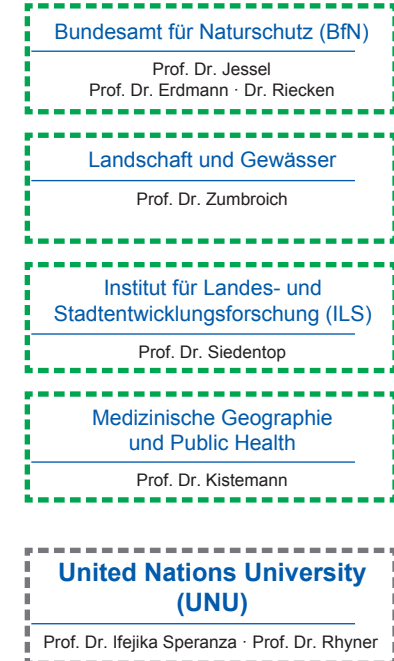 Bundesamt für Naturschutz (BfN)
Prof. Dr. Jessel
Prof. Dr. Erdmann · Dr. Riecken
Landschaft und Gewässer
Prof. Dr. Zumbroich
Institut für Landes- und
Stadtentwicklungsforschung (ILS)
Prof. Dr. Siedentop
Medizinische Geographie
und Public Health
Prof. Dr. Kistemann
United Nations University
(UNU)
Prof. Dr. Ifejika Speranza · Prof. Dr. Rhyner